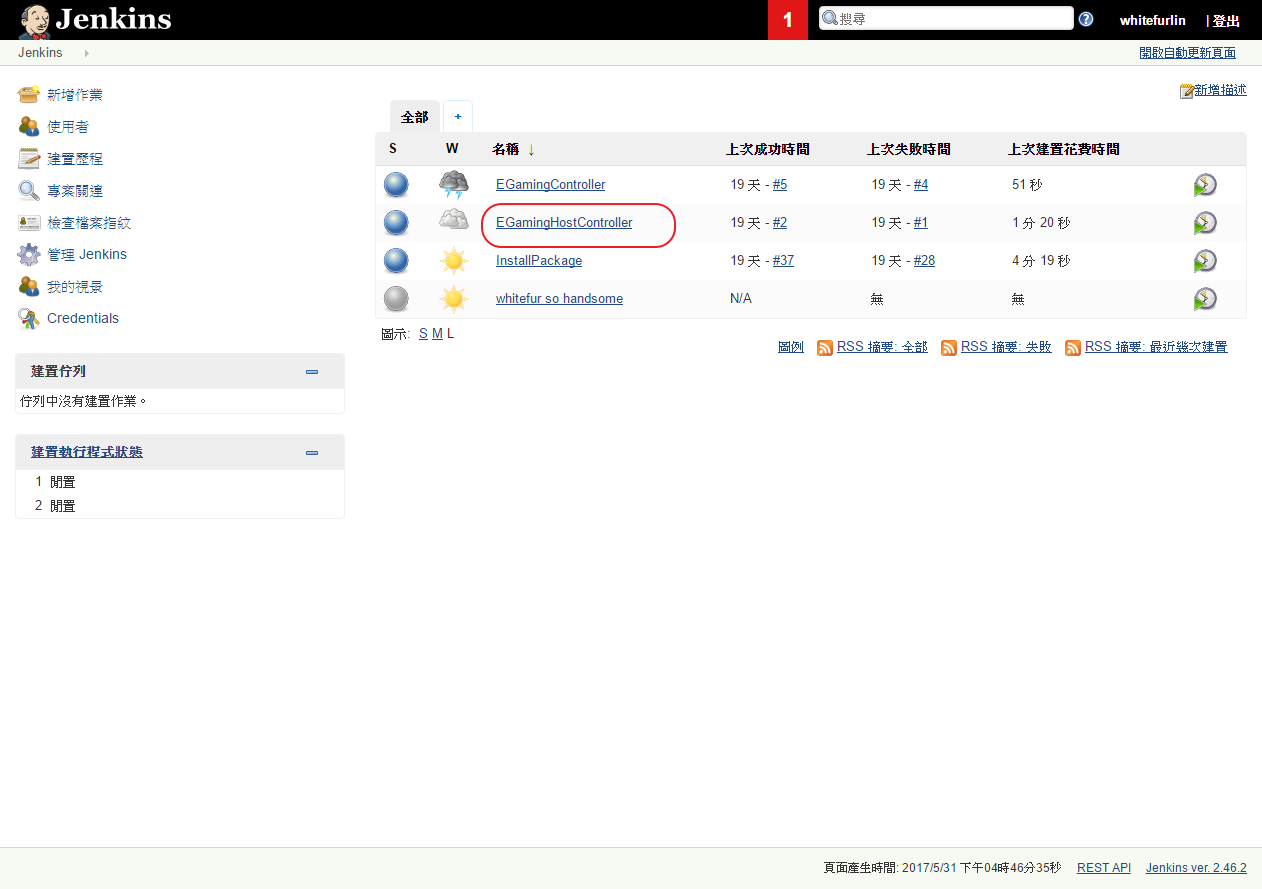 Jenkins
1
搜尋
whitefurlin
| 登出
Jenkins
開啟自動更新頁面
新增作業
使用者
建置歷程
專案關連
檢查檔案指紋
管理 Jenkins
我的視景
Credentials
建置佇列
佇列中沒有建置作業。
建置執行程式狀態
1 閒置
2 閒置
新增描述
全部 +
S W 名稱 ↓ 上次成功時間 上次失敗時間 上次建置花費時間
EGamingController 19 天 - #5 19 天 - #4 51 秒
EGamingHostController 19 天 - #2 19 天 - #1 1 分 20 秒
InstallPackage 19 天 - #37 19 天 - #28 4 分 19 秒
whitefur so handsome N/A 無 無
圖示: S M L
圖例 RSS 摘要: 全部 RSS 摘要: 失敗 RSS 摘要: 最近幾次建置
頁面產生時間: 2017/5/31 下午04時46分35秒 REST API Jenkins ver. 2.46.2